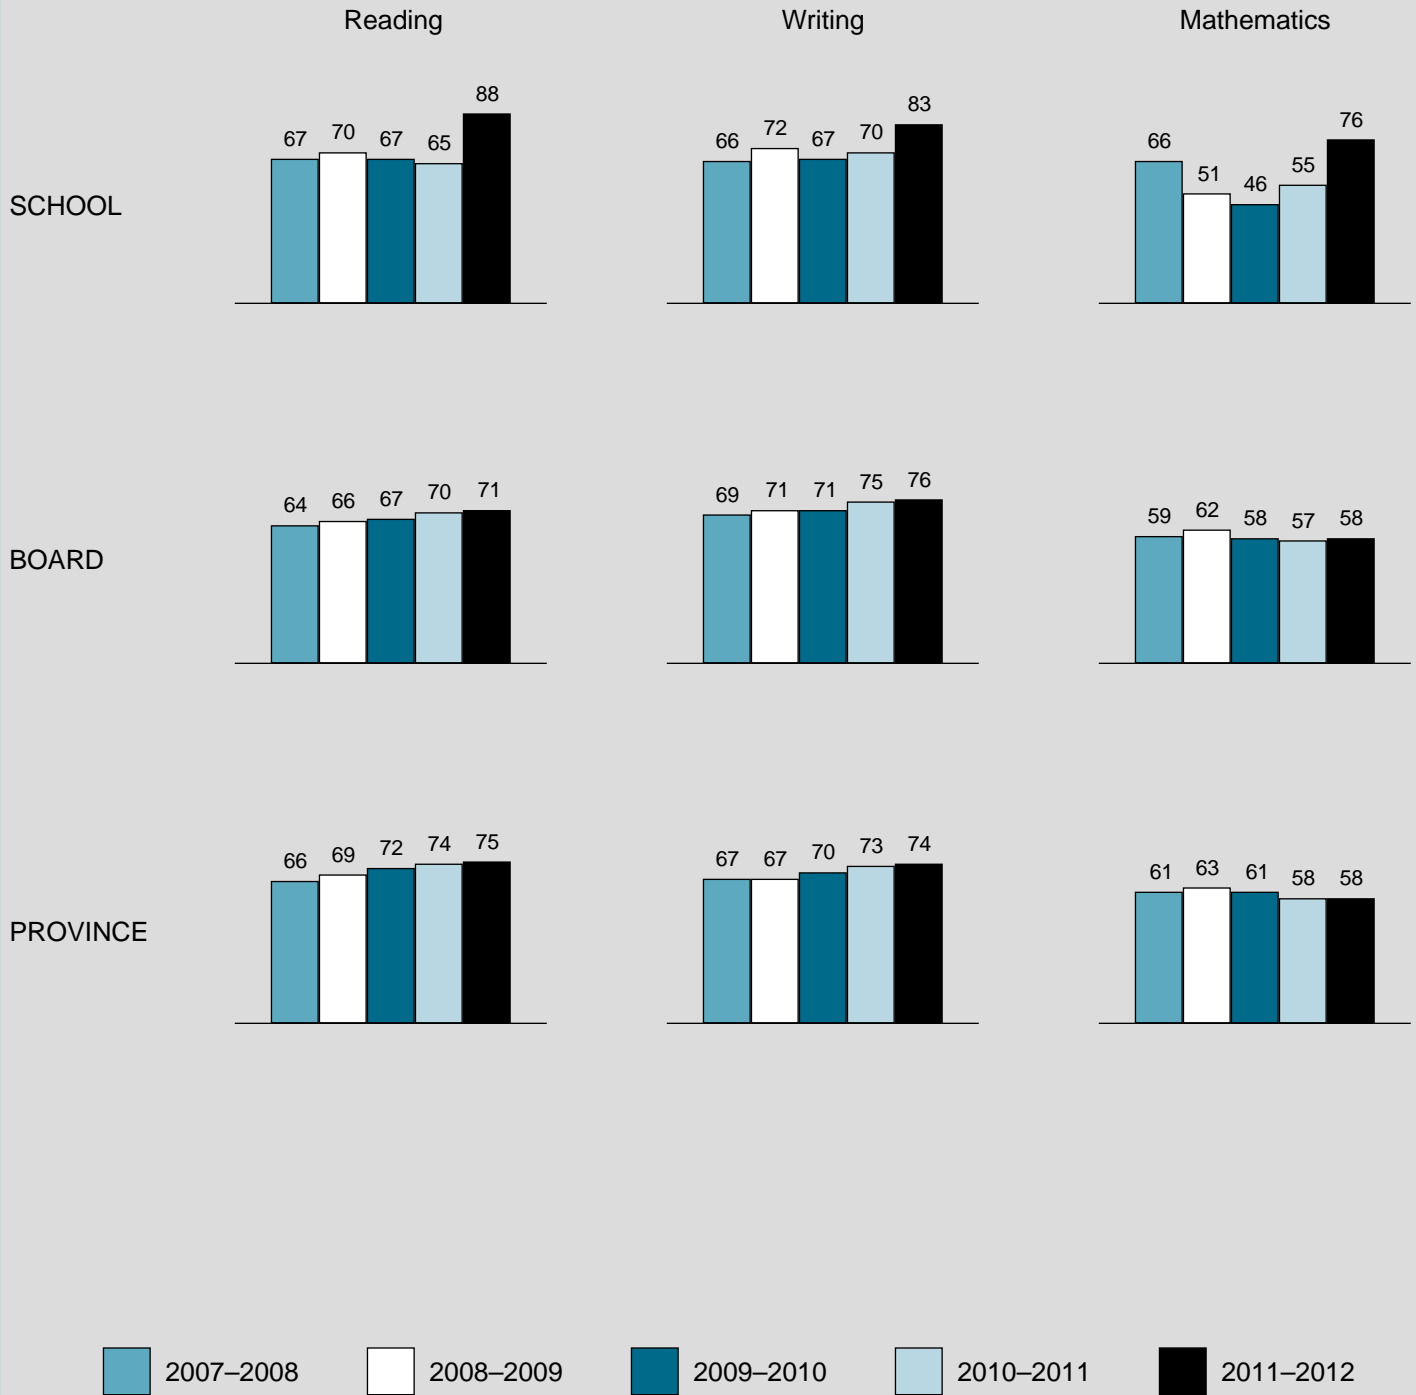 Reading Writing Mathematics
SCHOOL
67 70 67 65 88
66 72 67 70 83
66 51 46 55 76
BOARD
64 66 67 70 71
69 71 71 75 76
59 62 58 57 58
PROVINCE
66 69 72 74 75
67 67 70 73 74
61 63 61 58 58
2007–2008 2008–2009 2009–2010 2010–2011 2011–2012